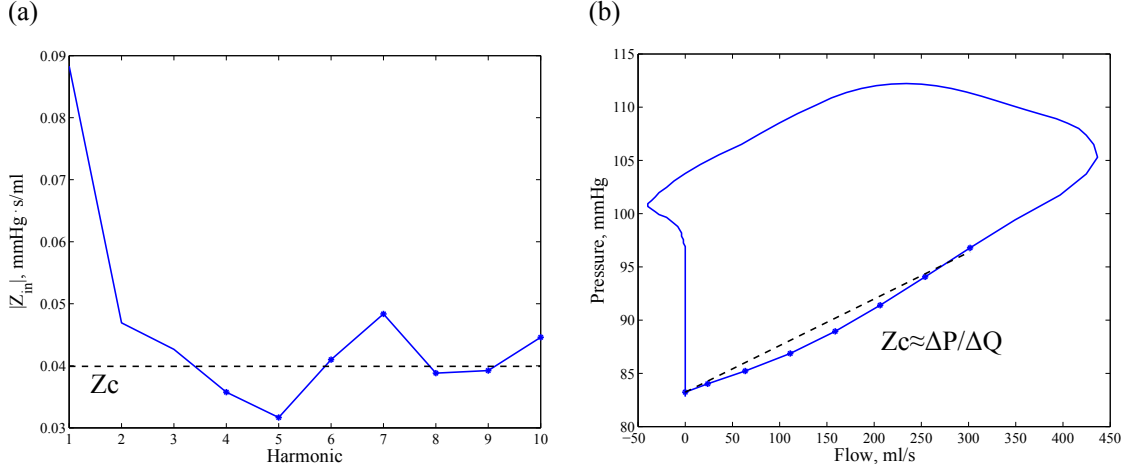 (a)
0.09
0.08
0.07
0.06
0.05
0.04
0.03
|Z_in|, mmHg·s/ml
Zc
1 2 3 4 5 6 7 8 9 10
Harmonic
(b)
115
110
105
100
95
90
85
80
Pressure, mmHg
Zc≈ΔP/ΔQ
−50 0 50 100 150 200 250 300 350 400 450
Flow, ml/s